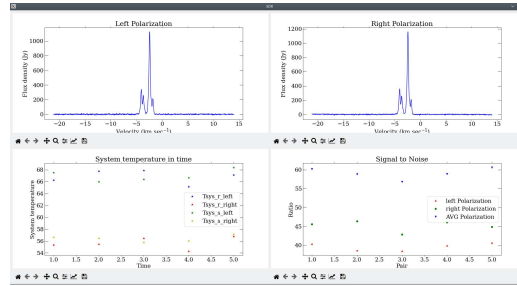 Left Polarization
Flux density (Jy)
1000
800
600
400
200
0
−20 −15 −10 −5 0 5 10 15
Velocity (km sec⁻¹)
Right Polarization
Flux density (Jy)
1200
1000
800
600
400
200
0
−20 −15 −10 −5 0 5 10 15
Velocity (km sec⁻¹)
System temperature in time
System temperature
68
66
64
62
60
58
56
54
Tsys_r_left
Tsys_r_right
Tsys_s_left
Tsys_s_right
1.0 1.5 2.0 2.5 3.0 3.5 4.0 4.5 5.0
Time
Signal to Noise
Ratio
60
55
50
45
40
left Polarization
right Polarization
AVG Polarization
1.0 1.5 2.0 2.5 3.0 3.5 4.0 4.5 5.0
Pair